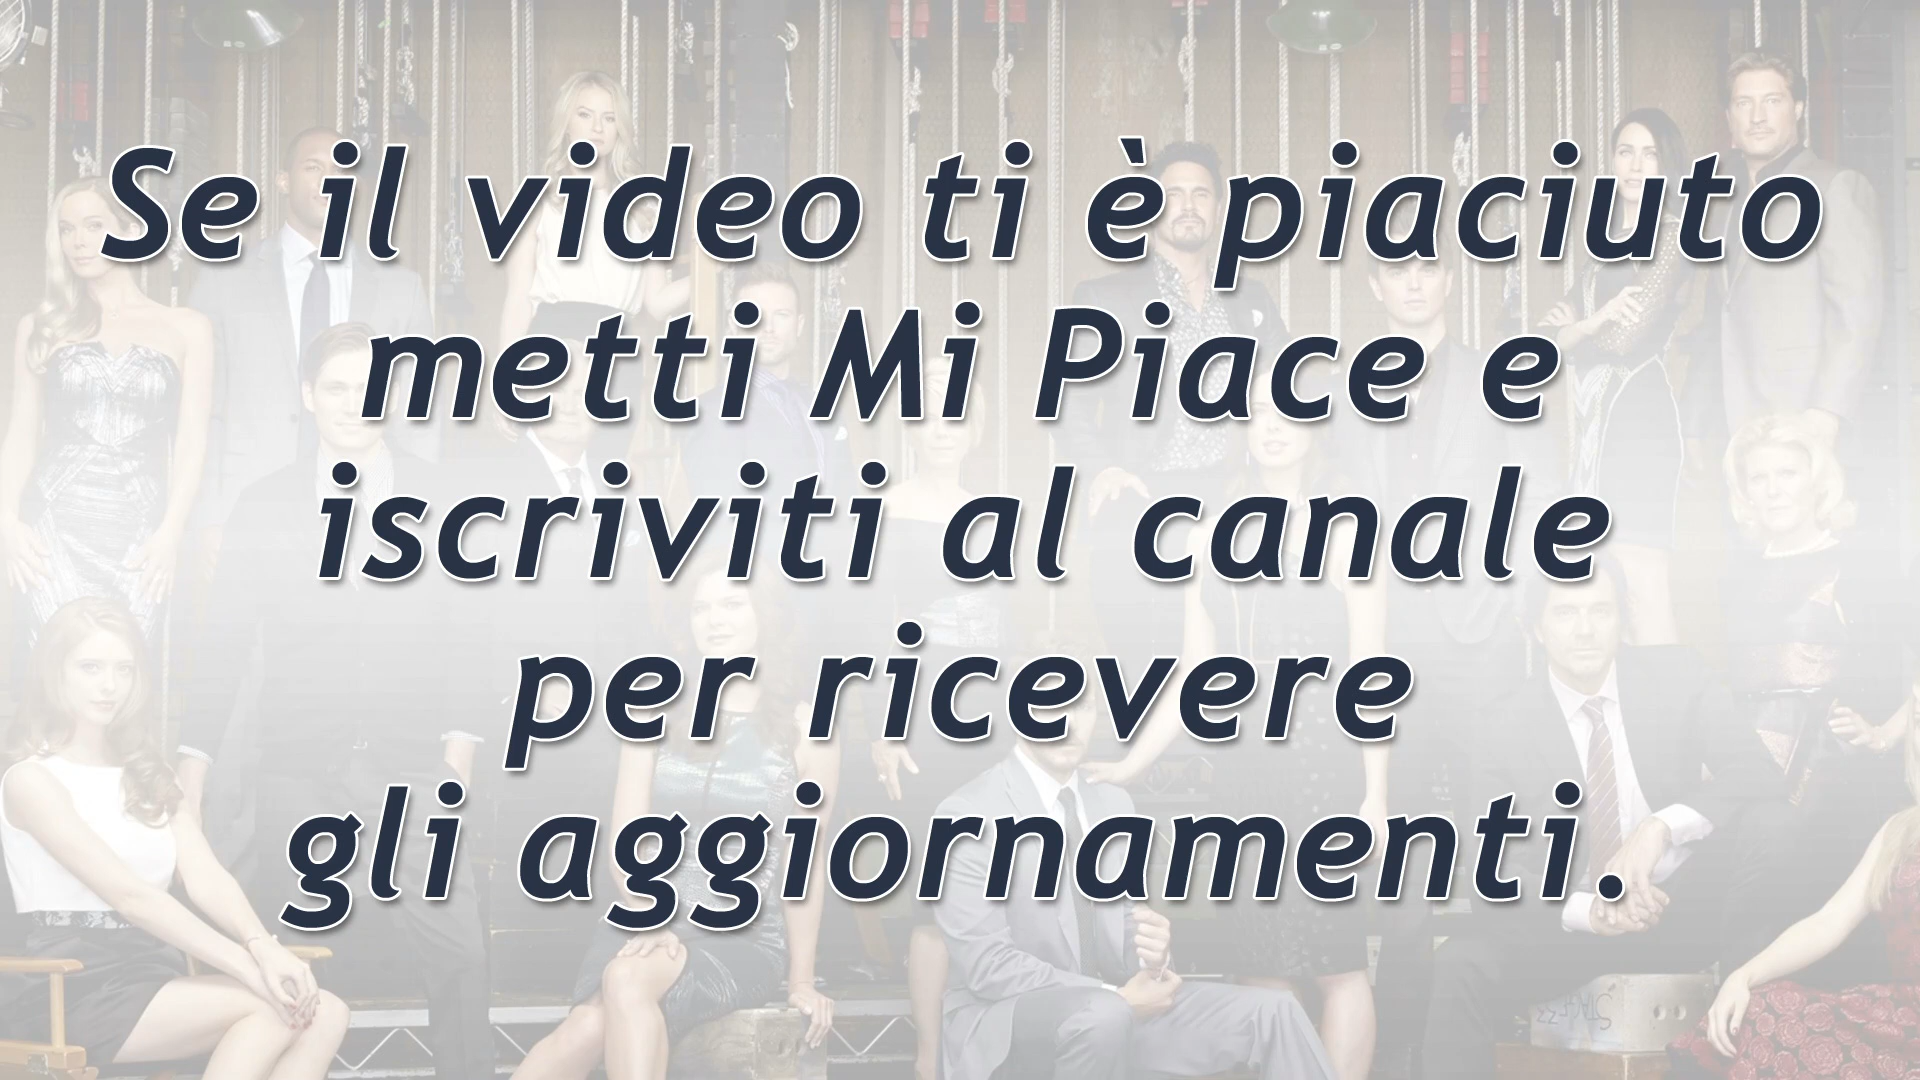 Se il video ti è piaciuto
metti Mi Piace e
iscriviti al canale
per ricevere
gli aggiornamenti.